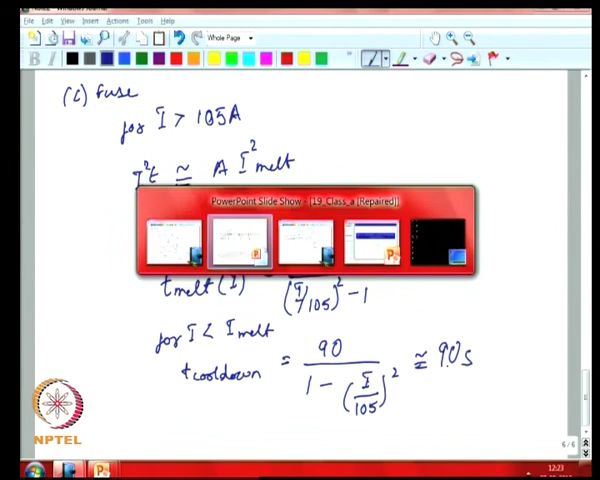 File Edit View Insert Actions Tools Help
Whole Page
B
(c) Fuse
for I > 105A
I²t ≅ A I²melt
PowerPoint Slide Show - [19_Class_a [Repaired]]
tmelt(I)
(I/105)² - 1
for I < Imelt
tcooldown = 90 / 1 - (I/105)² ≅ 90s
NPTEL
6 / 6
12:23